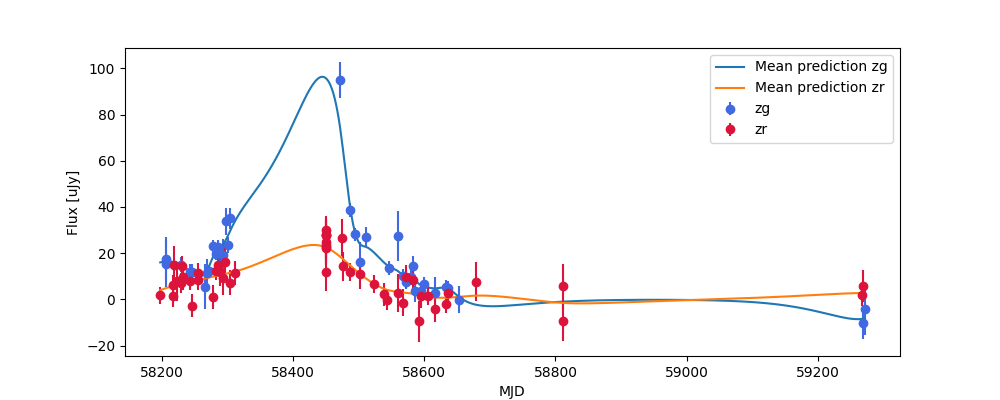 Mean prediction zg
Mean prediction zr
zg
zr
Flux [uJy]
100
80
60
40
20
0
−20
58200 58400 58600 58800 59000 59200
MJD